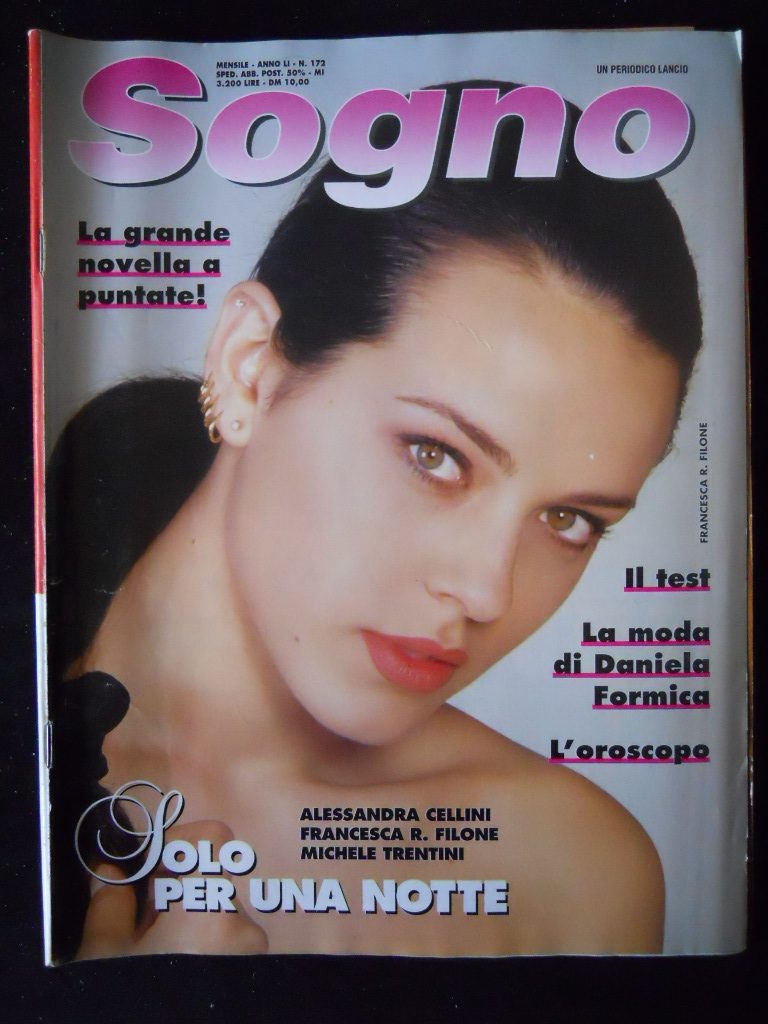 MENSILE - ANNO LI - N. 172
SPED. ABB. POST. 50% - MI
3.200 LIRE - DM 10,00
UN PERIODICO LANCIO
Sogno
La grande
novella a
puntate!
FRANCESCA R. FILONE
Il test
La moda
di Daniela
Formica
L'oroscopo
ALESSANDRA CELLINI
FRANCESCA R. FILONE
MICHELE TRENTINI
SOLO
PER UNA NOTTE